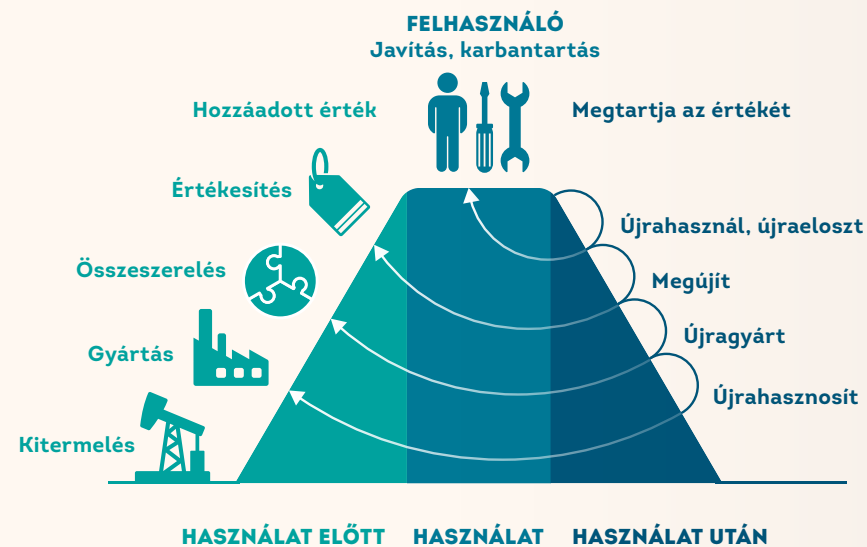 FELHASZNÁLÓ
Javítás, karbantartás
Hozzáadott érték
Megtartja az értékét
Értékesítés
Újrahasznál, újraeloszt
Összeszerelés
Megújít
Gyártás
Újragyárt
Újrahasznosít
Kitermelés
HASZNÁLAT ELŐTT
HASZNÁLAT
HASZNÁLAT UTÁN